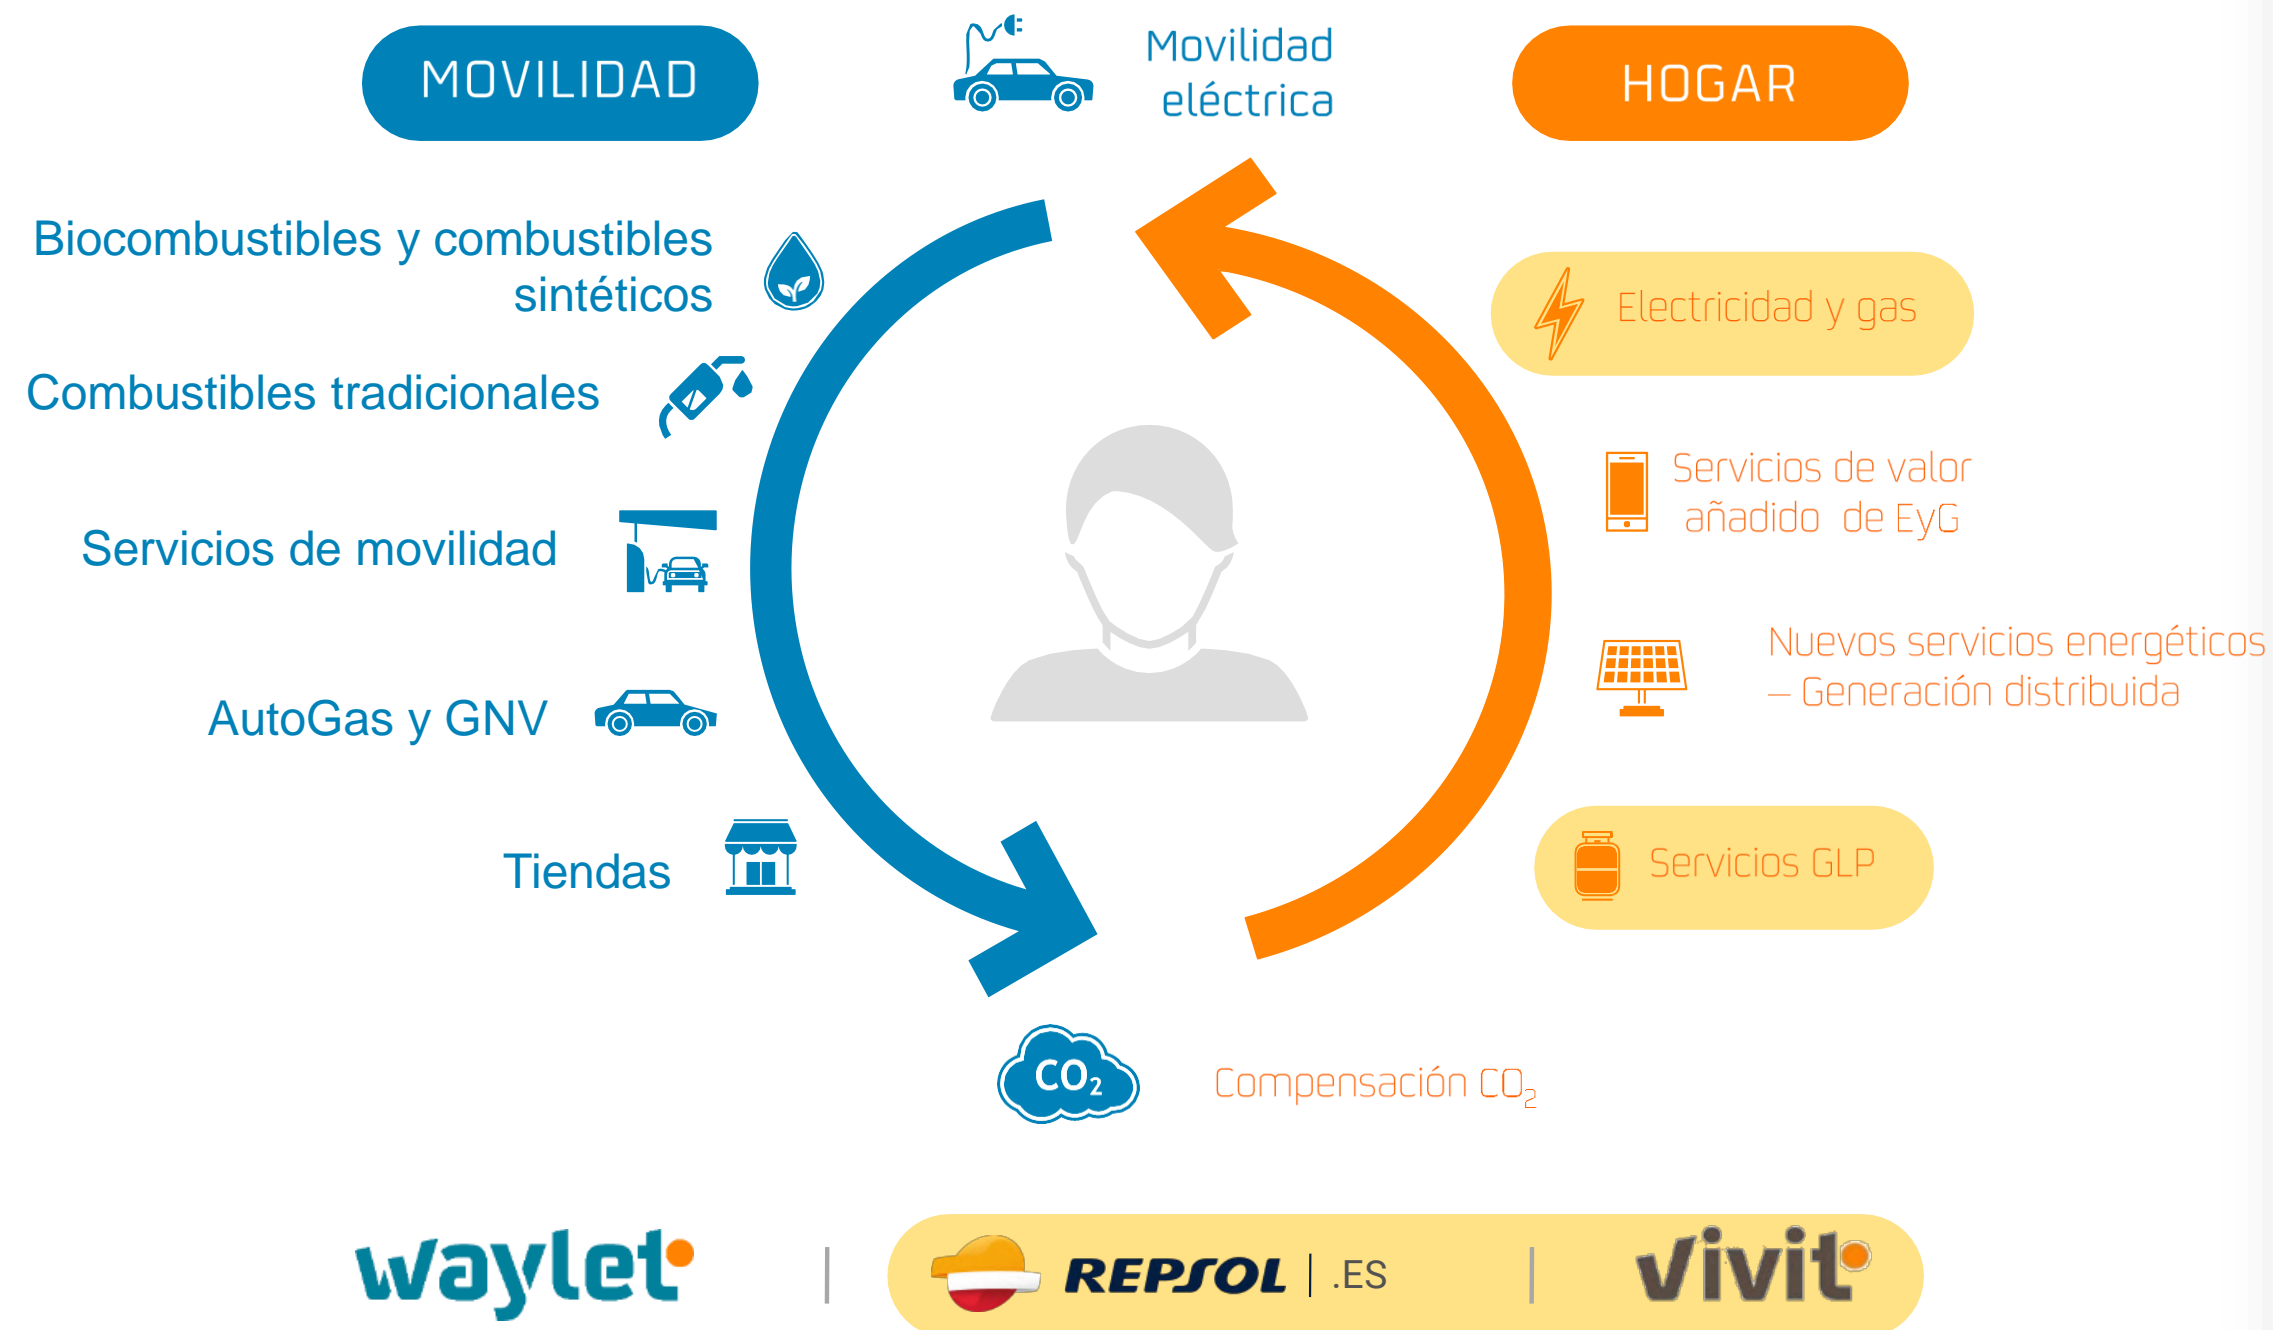 MOVILIDAD
Movilidad
eléctrica
HOGAR
Biocombustibles y combustibles
sintéticos
Combustibles tradicionales
Servicios de movilidad
AutoGas y GNV
Tiendas
Electricidad y gas
Servicios de valor
añadido de EyG
Nuevos servicios energéticos
– Generación distribuida
Servicios GLP
CO₂
Compensación CO₂
waylet
REPSOL | .ES
vivit